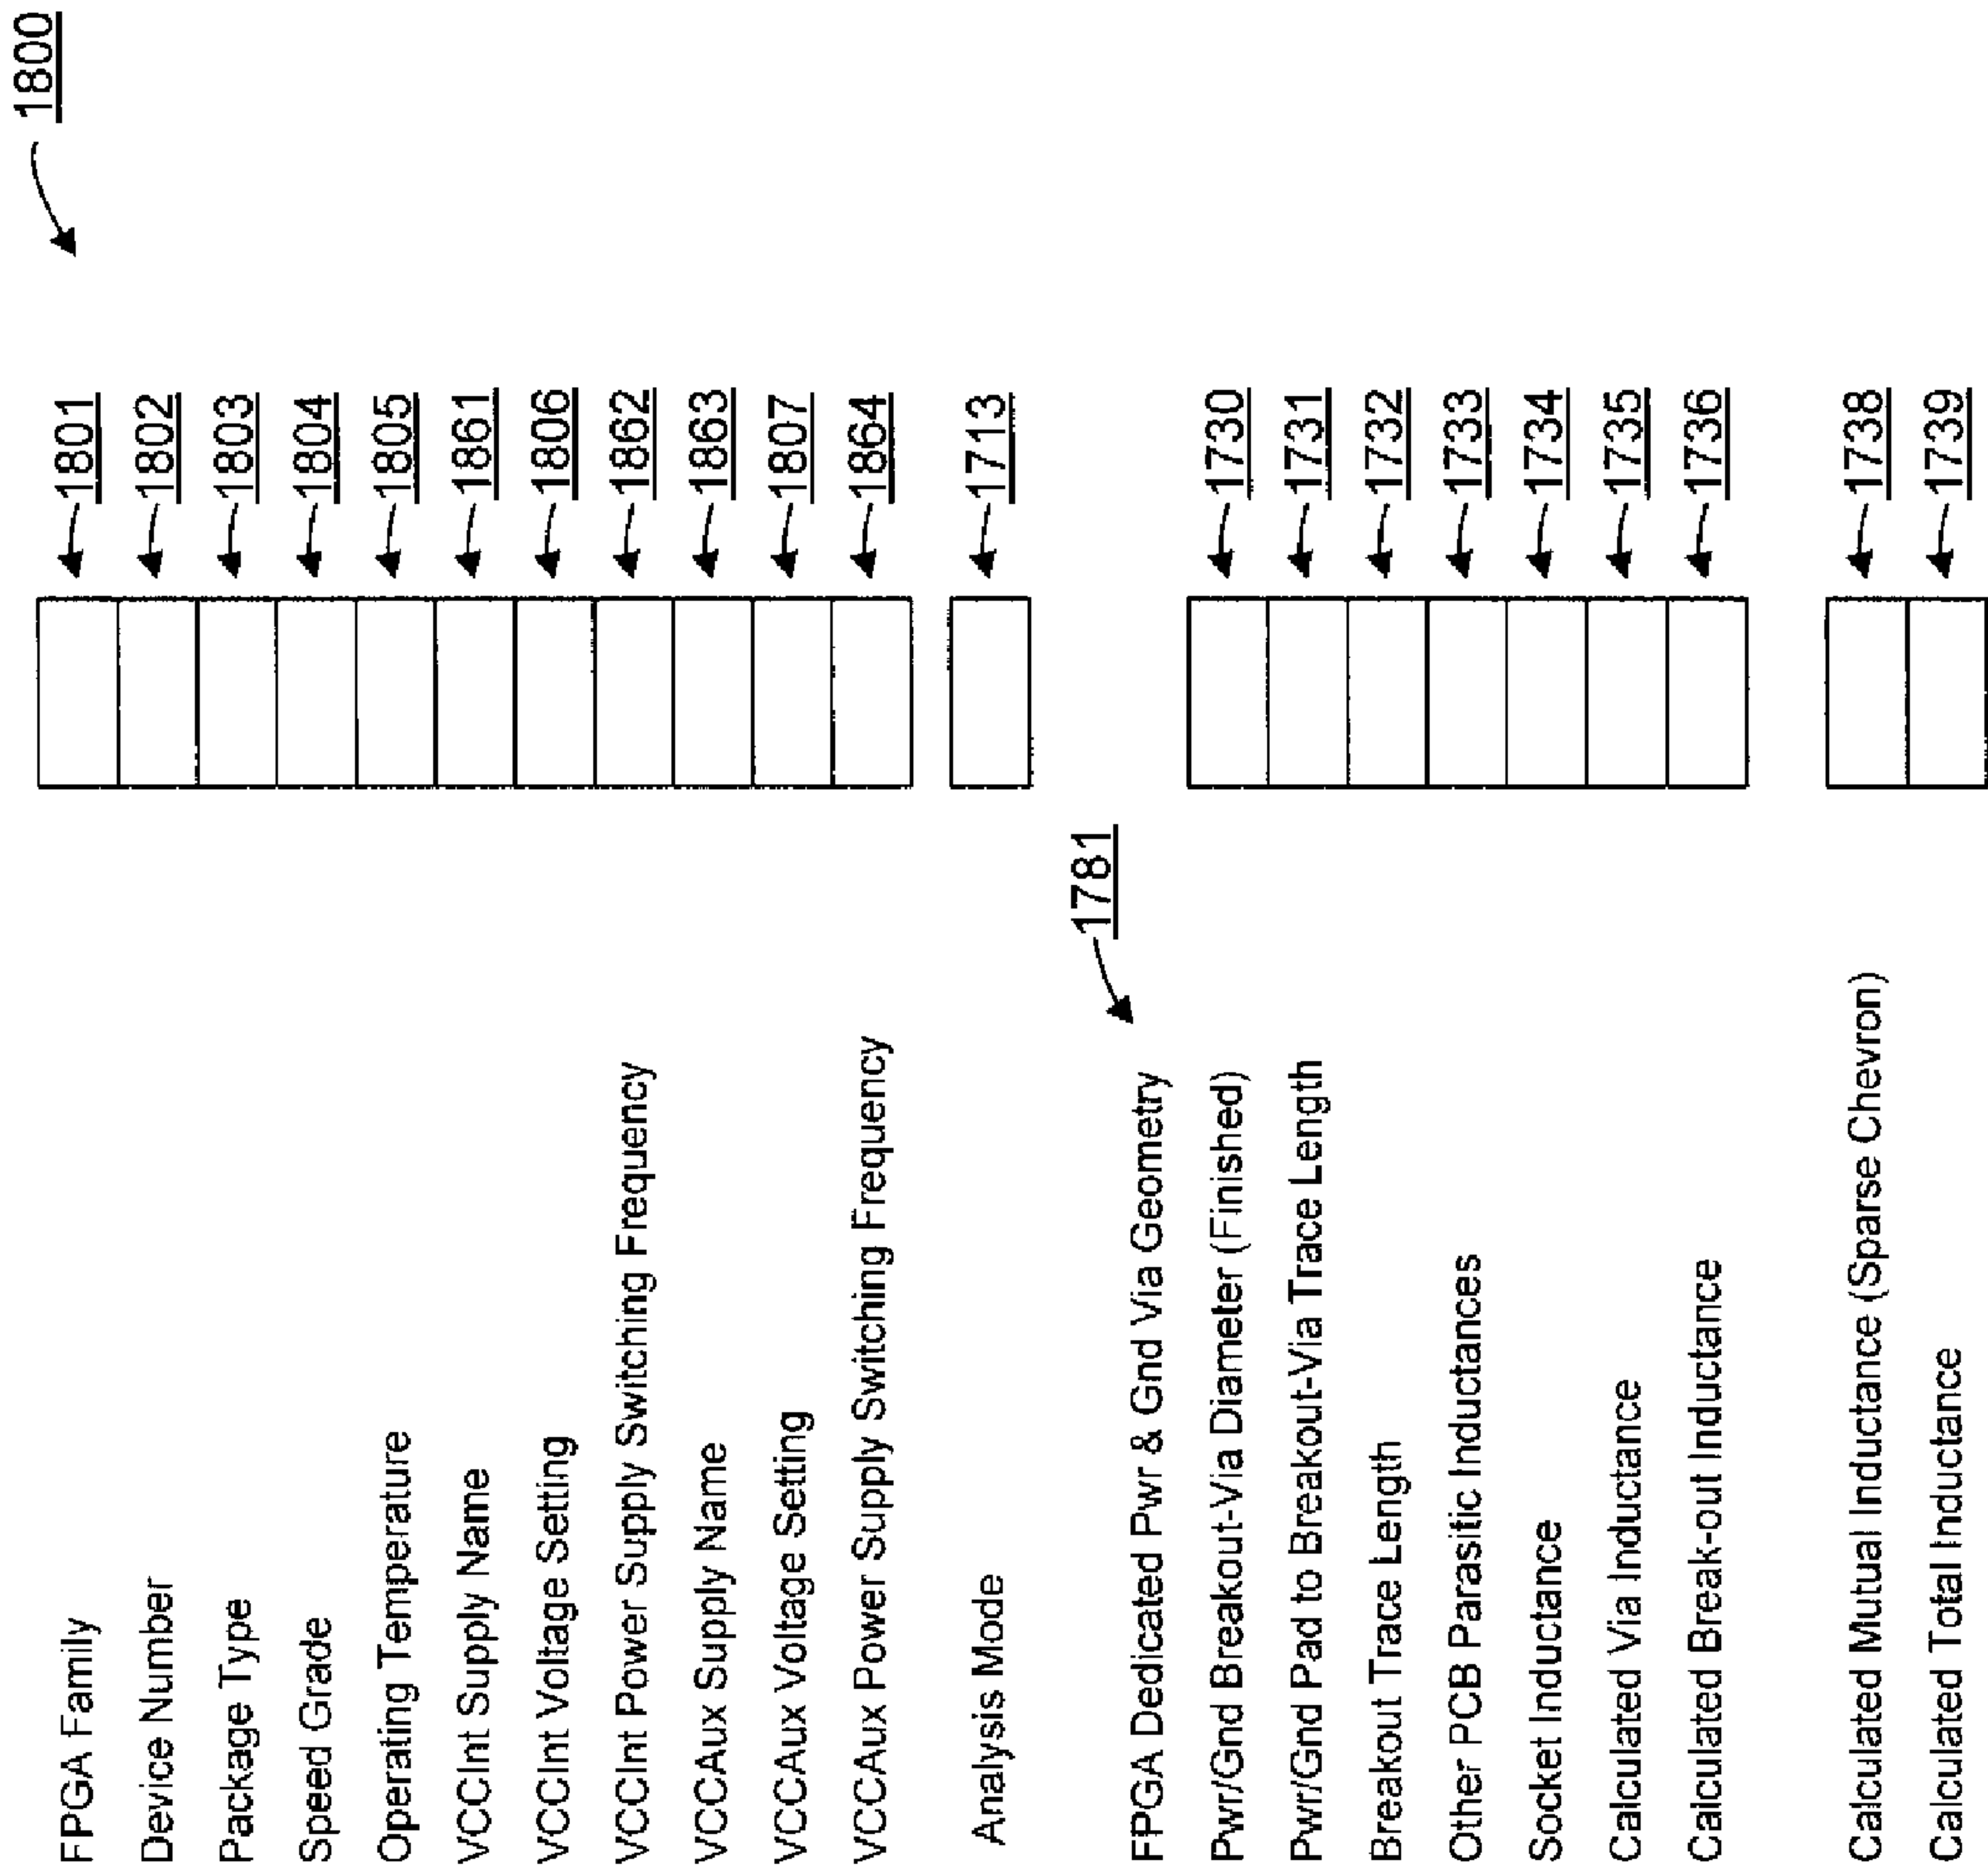 1800
FPGA Family 1801
Device Number 1802
Package Type 1803
Speed Grade 1804
Operating Temperature 1805
VCCInt Supply Name 1861
VCCInt Voltage Setting 1806
VCCInt Power Supply Switching Frequency 1862
VCCAux Supply Name 1863
VCCAux Voltage Setting 1807
VCCAux Power Supply Switching Frequency 1864
Analysis Mode 1713
1781
FPGA Dedicated Pwr & Gnd Via Geometry
Pwr/Gnd Breakout-Via Diameter (Finished) 1730
Pwr/Gnd Pad to Breakout-Via Trace Length 1731
Breakout Trace Length 1732
Other PCB Parasitic Inductances 1733
Socket Inductance 1734
Calculated Via Inductance 1735
Calculated Break-out Inductance 1736
Calculated Mutual Inductance (Sparse Chevron) 1738
Calculated Total Inductance 1739